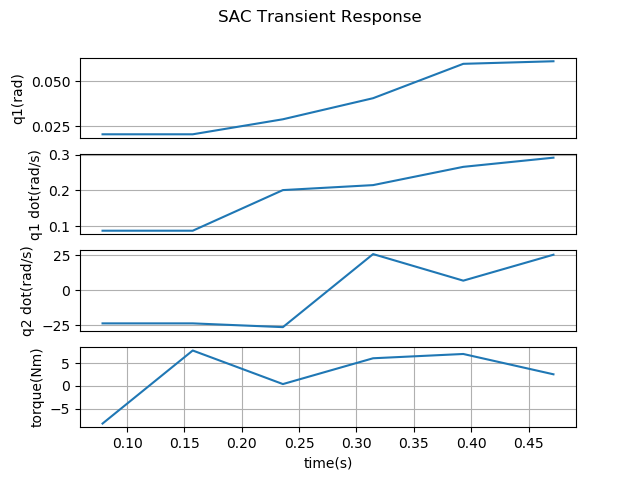 SAC Transient Response
q1(rad)
0.050
0.025
q1 dot(rad/s)
0.3
0.2
0.1
q2 dot(rad/s)
25
0
−25
torque(Nm)
5
0
−5
0.10 0.15 0.20 0.25 0.30 0.35 0.40 0.45
time(s)